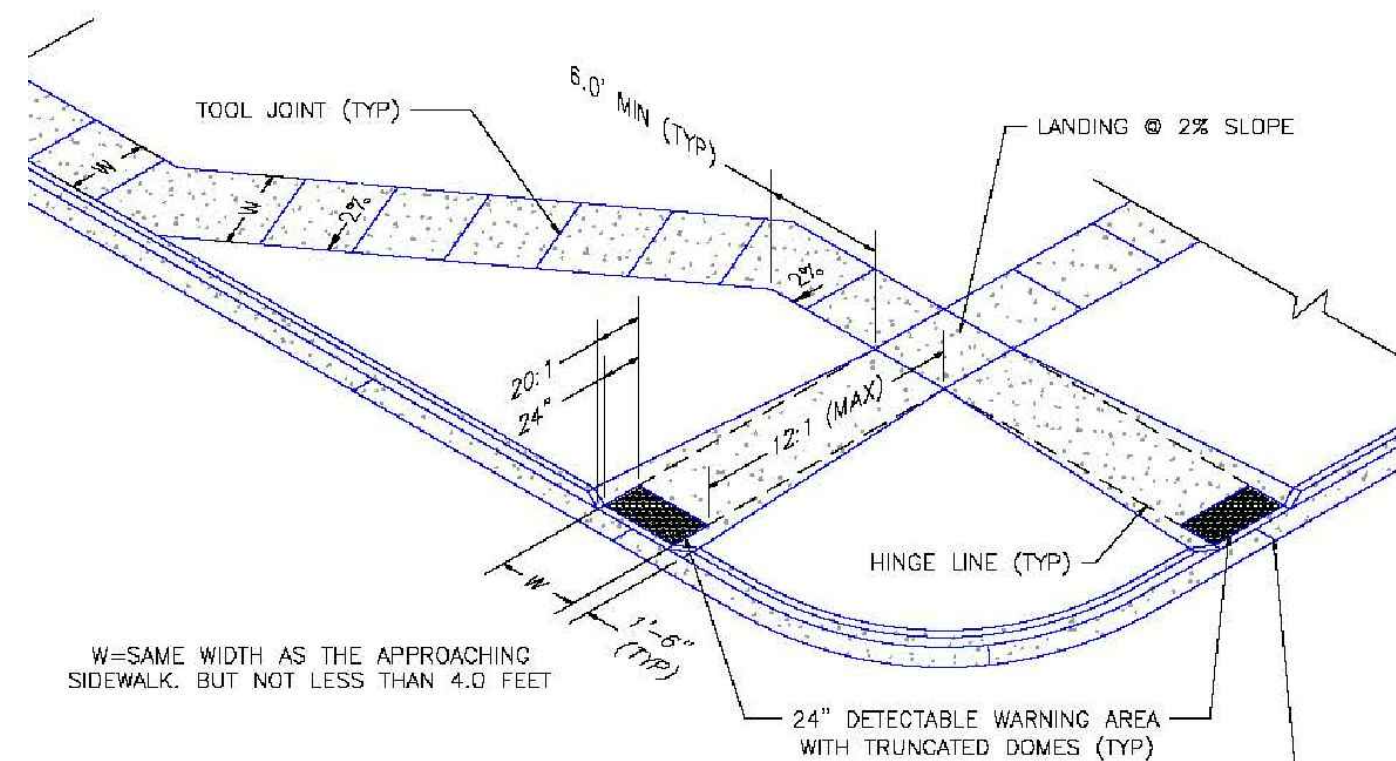 6.0' MIN (TYP)
TOOL JOINT (TYP)
LANDING @ 2% SLOPE
W
W
2%
2%
20:1
24"
12:1 (MAX)
HINGE LINE (TYP)
W
1'-6"
(TYP)
W=SAME WIDTH AS THE APPROACHING
SIDEWALK. BUT NOT LESS THAN 4.0 FEET
24" DETECTABLE WARNING AREA
WITH TRUNCATED DOMES (TYP)